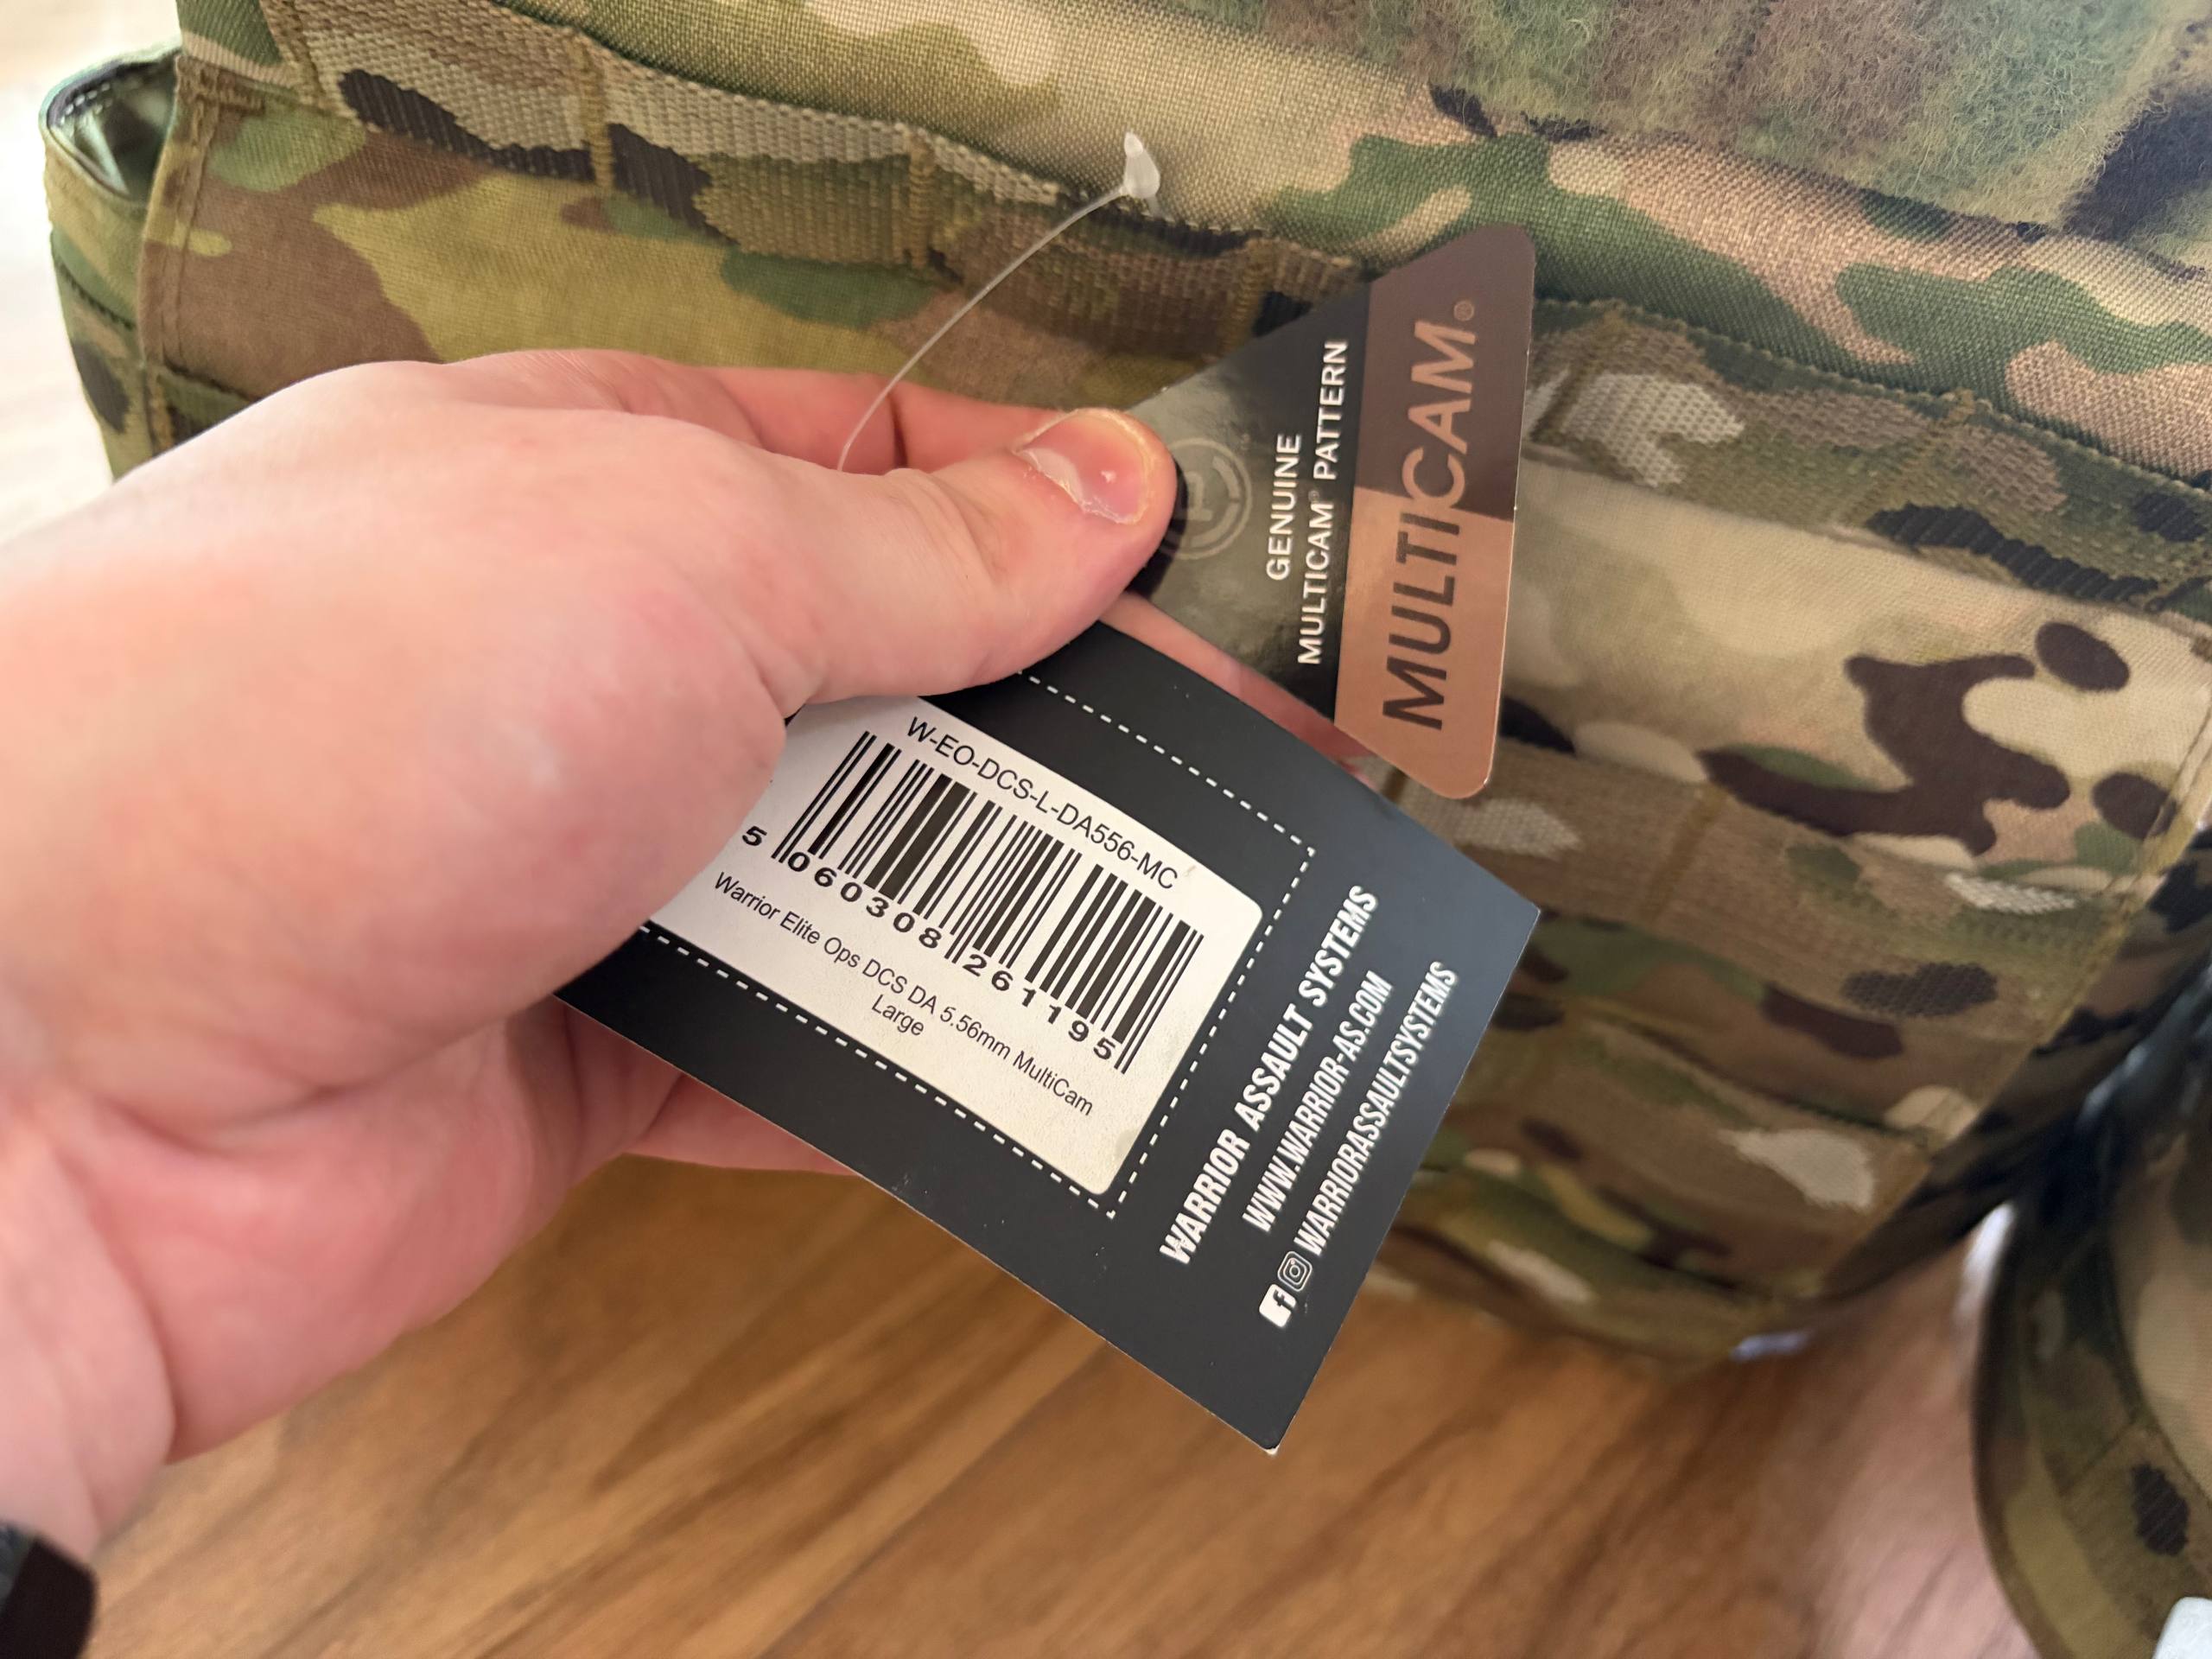 GENUINE
MULTICAM® PATTERN
MULTICAM®
W-EO-DCS-L-DA556-MC
5 060308 261195
Warrior Elite Ops DCS DA 5.56mm MultiCam
Large
WARRIOR ASSAULT SYSTEMS
WWW.WARRIOR-AS.COM
WARRIORASSAULTSYSTEMS